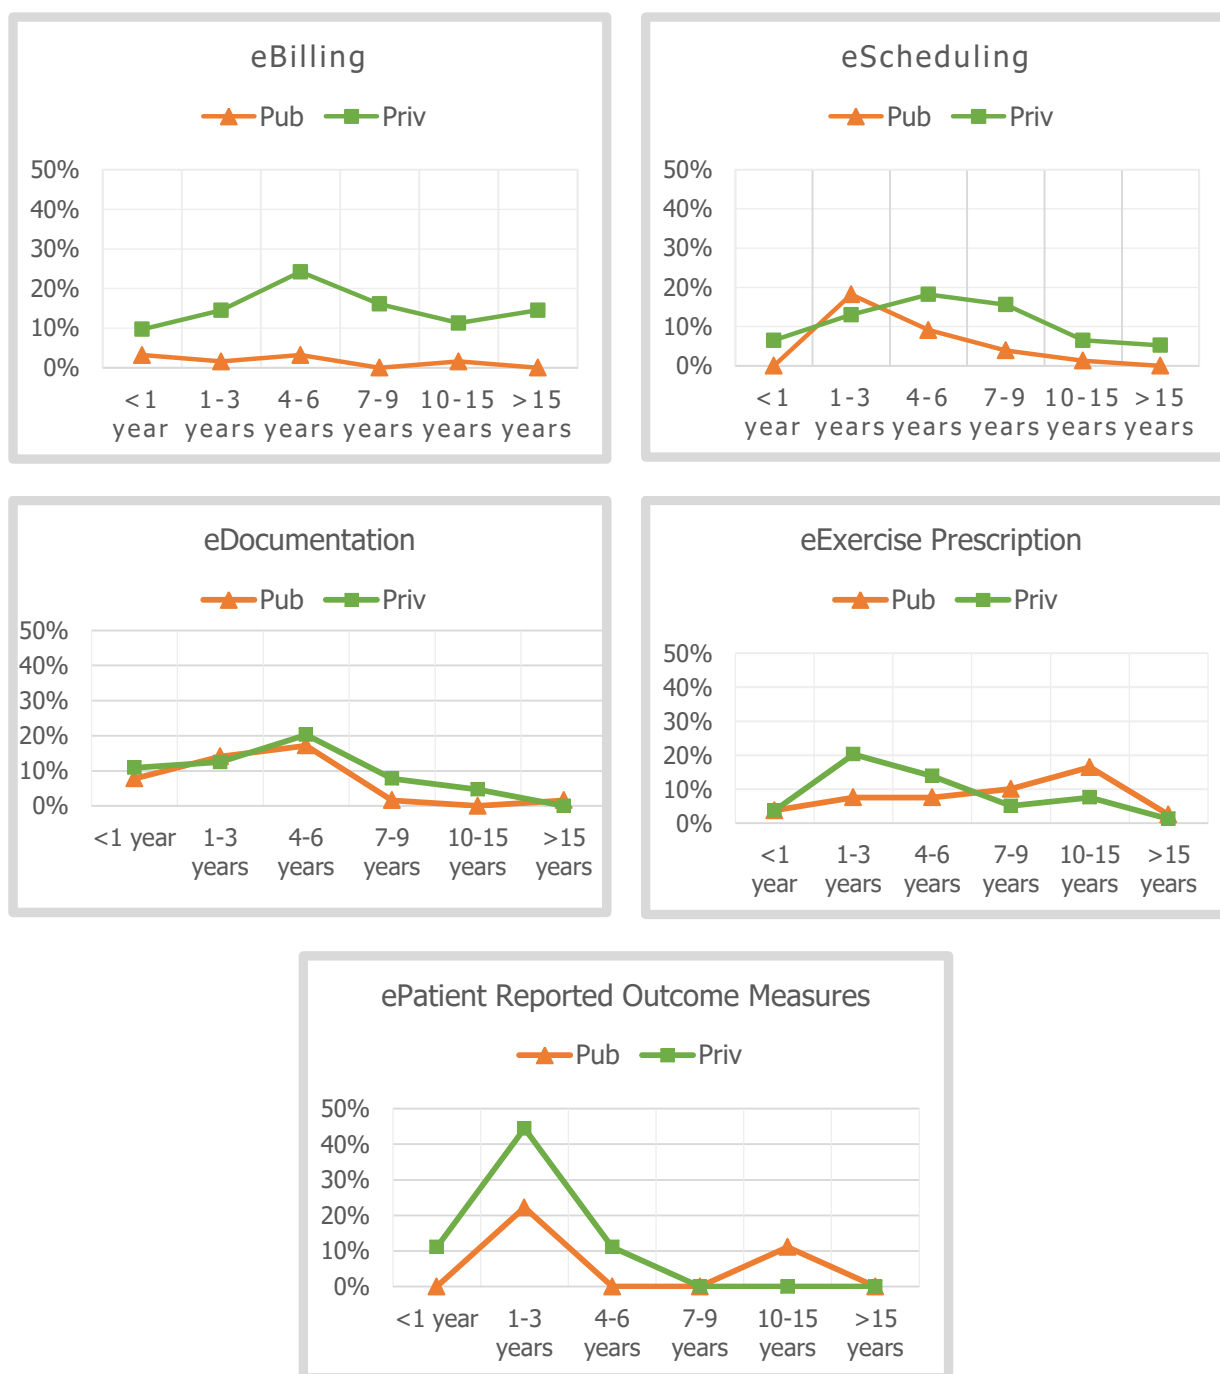 eBilling
Pub Priv
50%
40%
30%
20%
10%
0%
<1 1-3 4-6 7-9 10-15 >15
year years years years years years
eScheduling
Pub Priv
50%
40%
30%
20%
10%
0%
<1 1-3 4-6 7-9 10-15 >15
year years years years years years
eDocumentation
Pub Priv
50%
40%
30%
20%
10%
0%
<1 year 1-3 4-6 7-9 10-15 >15
years years years years years
eExercise Prescription
Pub Priv
50%
40%
30%
20%
10%
0%
<1 1-3 4-6 7-9 10-15 >15
year years years years years years
ePatient Reported Outcome Measures
Pub Priv
50%
40%
30%
20%
10%
0%
<1 year 1-3 4-6 7-9 10-15 >15
years years years years years